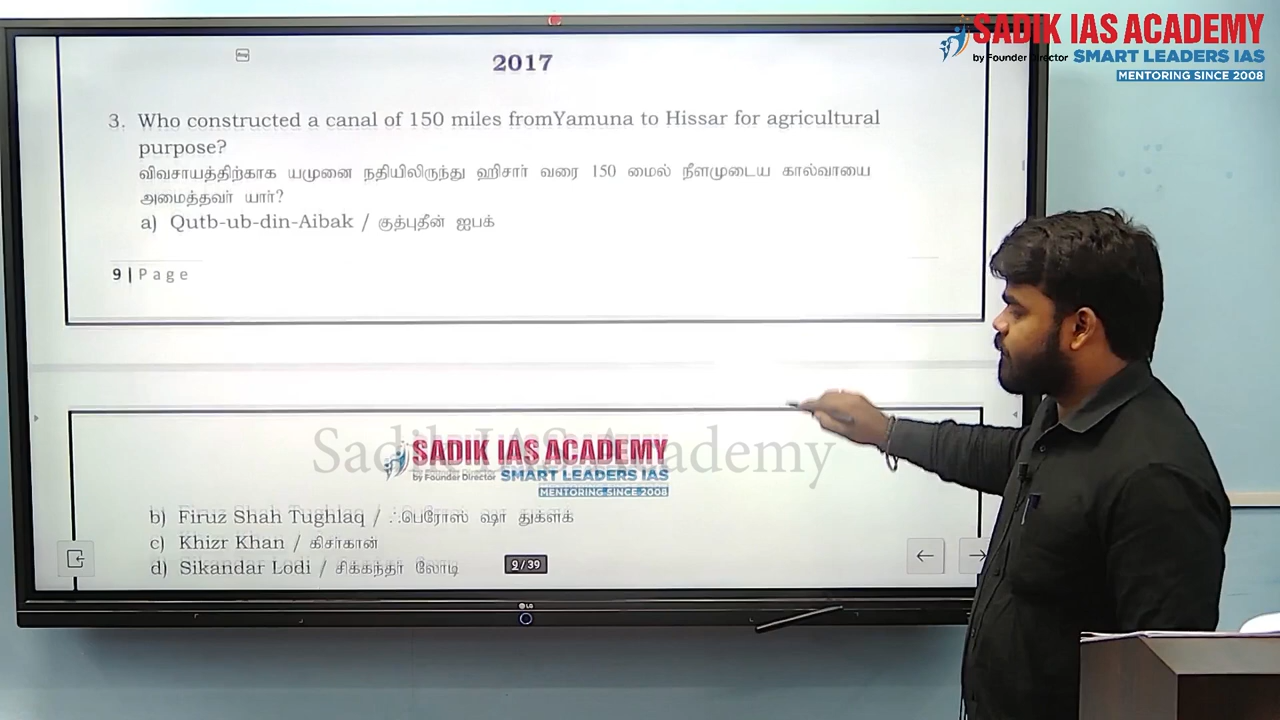 SADIK IAS ACADEMY
by Founder Director SMART LEADERS IAS
MENTORING SINCE 2008
2017
3. Who constructed a canal of 150 miles fromYamuna to Hissar for agricultural
purpose?
விவசாயத்திற்காக யமுனை நதியிலிருந்து ஹிசார் வரை 150 மைல் நீளமுடைய கால்வாயை
அமைத்தவர் யார்?
a) Qutb-ub-din-Aibak / குத்புதீன் ஐபக்
9 | Page
Sadik IAS Academy
SADIK IAS ACADEMY
by Founder Director SMART LEADERS IAS
MENTORING SINCE 2008
b) Firuz Shah Tughlaq / ஃபெரோஸ் ஷா துக்ளக்
c) Khizr Khan / கிசர்கான்
d) Sikandar Lodi / சிக்கந்தர் லோடி
9 / 39
LG